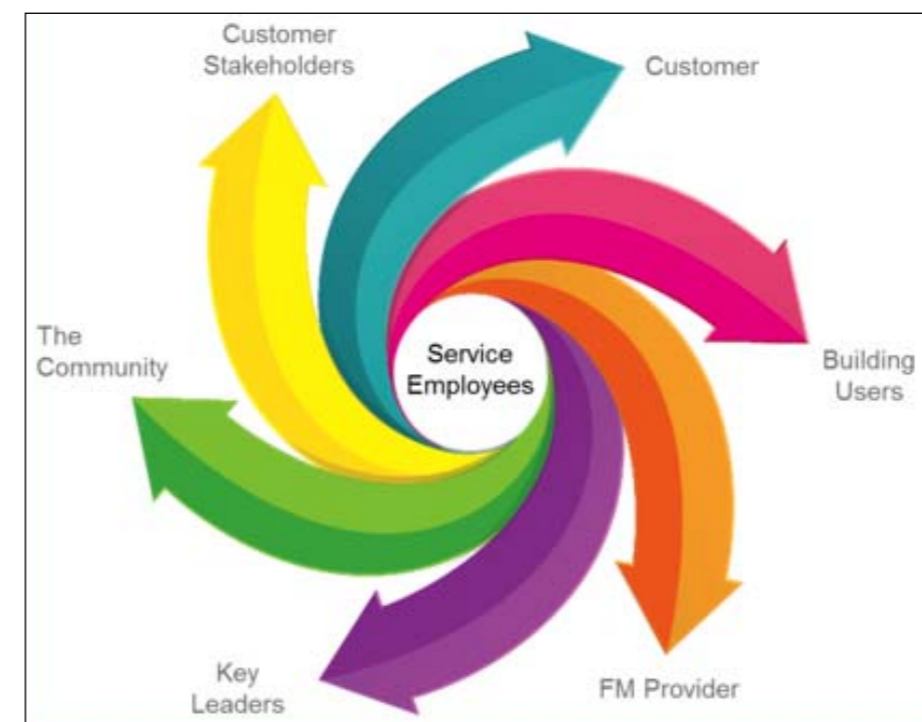 Customer
Stakeholders
Customer
The
Community
Service
Employees
Building
Users
Key
Leaders
FM Provider